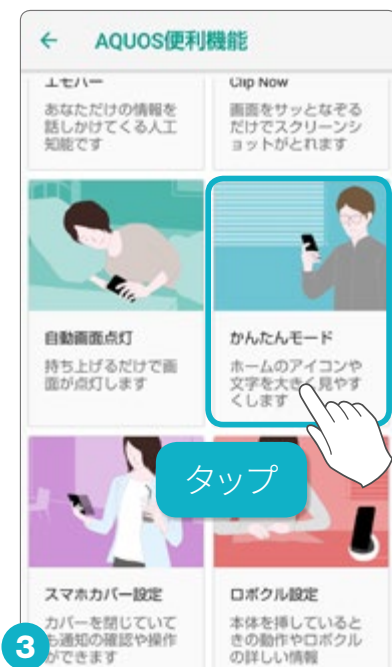 ← AQUOS便利機能
エモパー
あなただけの情報を
話しかけてくる人工
知能です
Clip Now
画面をサッとなぞる
だけでスクリーンシ
ョットがとれます
自動画面点灯
持ち上げるだけで画
面が点灯します
かんたんモード
ホームのアイコンや
文字を大きく見やす
くします
タップ
スマホカバー設定
カバーを閉じていて
も通知の確認や操作
ができます
ロボクル設定
本体を挿していると
きの動作やロボクル
の詳しい情報
3